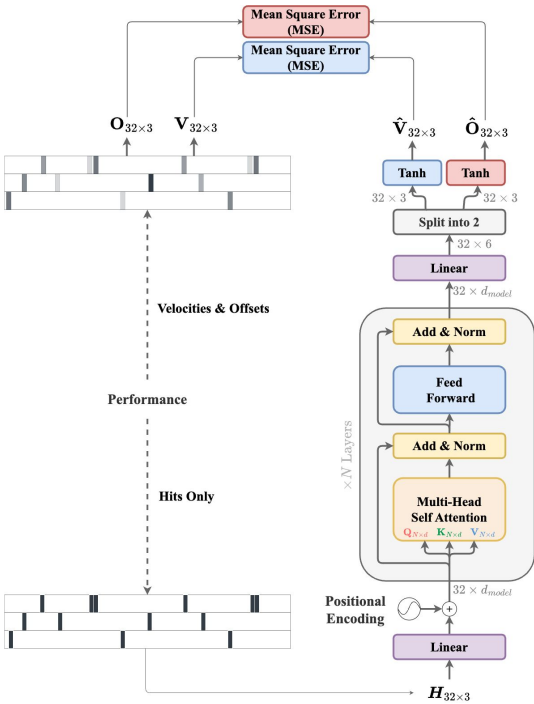 Mean Square Error
(MSE)
Mean Square Error
(MSE)
O32×3
V32×3
V̂32×3
Ô32×3
Tanh
Tanh
32 × 3
32 × 3
Split into 2
32 × 6
Linear
32 × dmodel
Add & Norm
Velocities & Offsets
Feed
Forward
Performance
Add & Norm
×N Layers
Hits Only
Multi-Head
Self Attention
QN×d
KN×d
VN×d
32 × dmodel
Positional
Encoding
+
Linear
H32×3